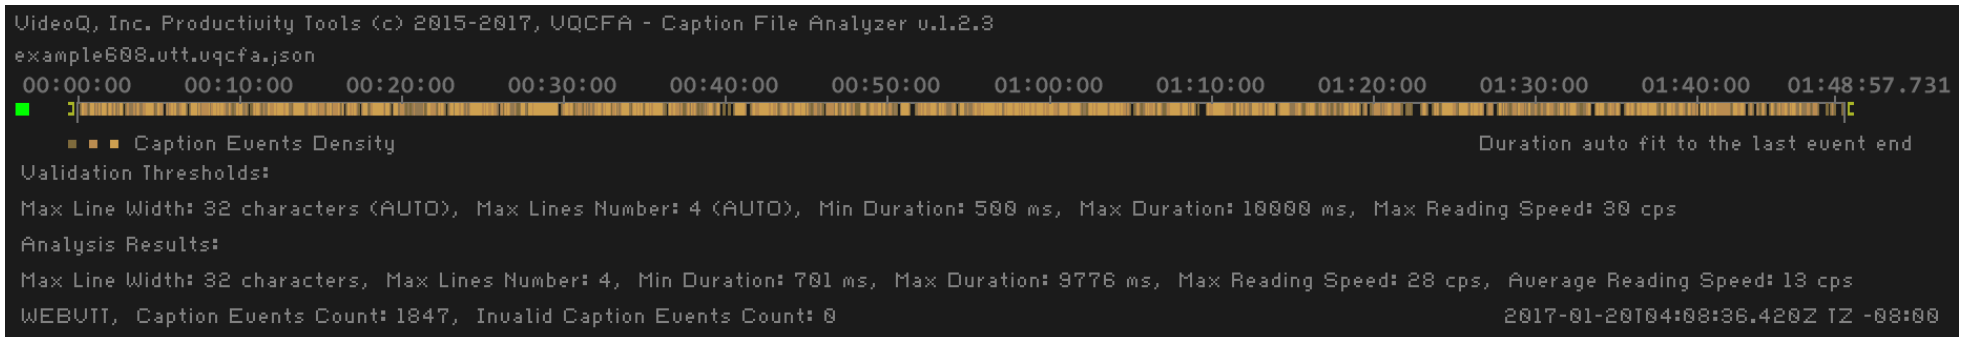 VideoQ, Inc. Productivity Tools (c) 2015-2017, VQCFA - Caption File Analyzer v.1.2.3
example608.vtt.vqcfa.json
00:00:00 00:10:00 00:20:00 00:30:00 00:40:00 00:50:00 01:00:00 01:10:00 01:20:00 01:30:00 01:40:00 01:48:57.731
Caption Events Density Duration auto fit to the last event end
Validation Thresholds:
Max Line Width: 32 characters (AUTO), Max Lines Number: 4 (AUTO), Min Duration: 500 ms, Max Duration: 10000 ms, Max Reading Speed: 30 cps
Analysis Results:
Max Line Width: 32 characters, Max Lines Number: 4, Min Duration: 701 ms, Max Duration: 9776 ms, Max Reading Speed: 28 cps, Average Reading Speed: 13 cps
WEBVTT, Caption Events Count: 1847, Invalid Caption Events Count: 0 2017-01-20T04:08:36.420Z TZ -08:00